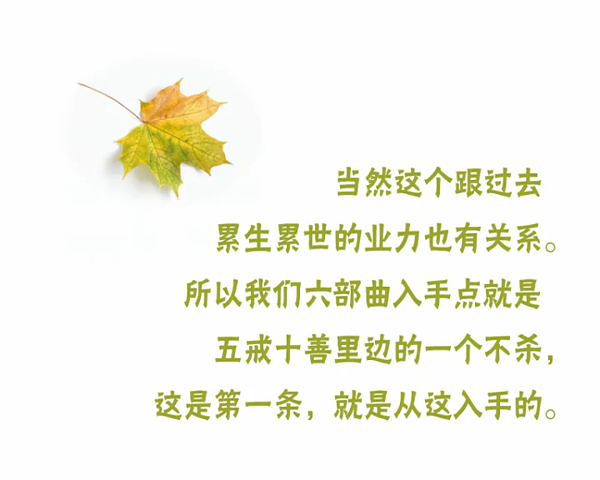 当然这个跟过去
累生累世的业力也有关系。
所以我们六部曲入手点就是
五戒十善里边的一个不杀，
这是第一条，就是从这入手的。